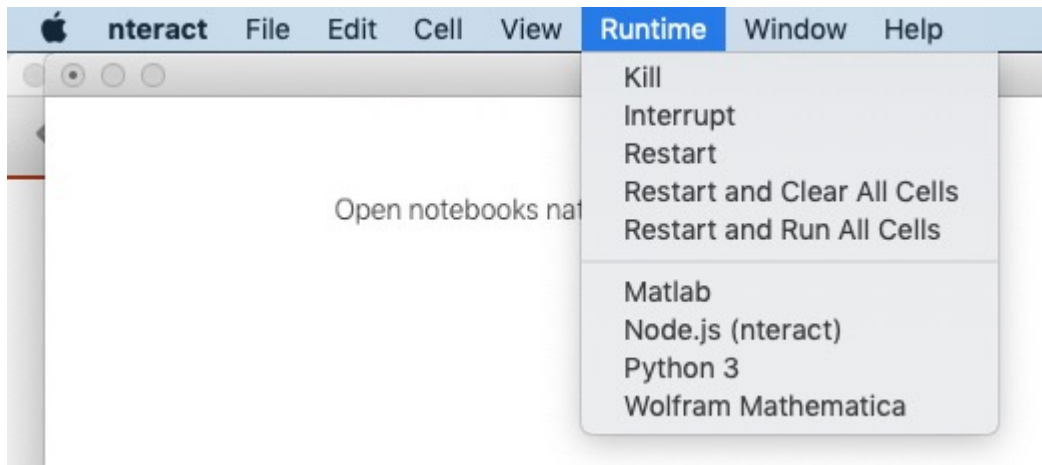 nteract File Edit Cell View Runtime Window Help
Kill
Interrupt
Restart
Restart and Clear All Cells
Restart and Run All Cells
Open notebooks nat
Matlab
Node.js (nteract)
Python 3
Wolfram Mathematica